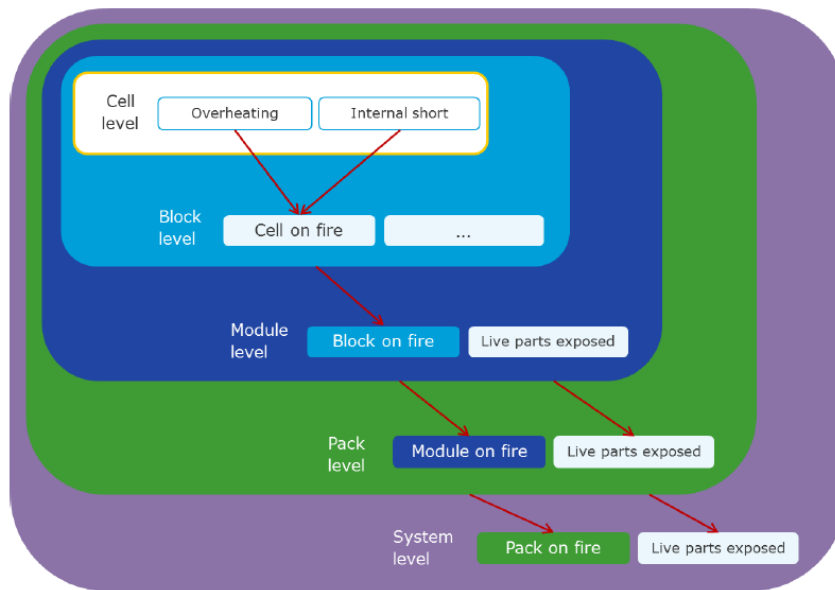 Cell
level
Overheating
Internal short
Block
level
Cell on fire
...
Module
level
Block on fire
Live parts exposed
Pack
level
Module on fire
Live parts exposed
System
level
Pack on fire
Live parts exposed